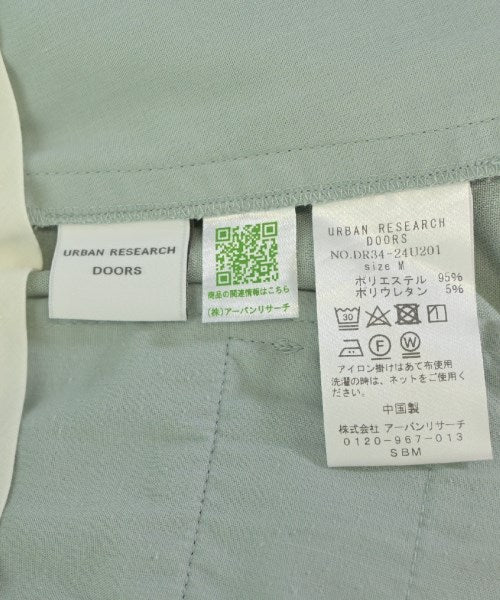 URBAN RESEARCH
DOORS
商品の関連情報はこちら
(株)アーバンリサーチ
URBAN RESEARCH
DOORS
NO.DR34-24U201
size M
ポリエステル 95%
ポリウレタン 5%
30
F W
アイロン掛けはあて布使用
洗濯の時は、ネットをご使用下さい。
中国製
株式会社 アーバンリサーチ
0120-967-013
SBM